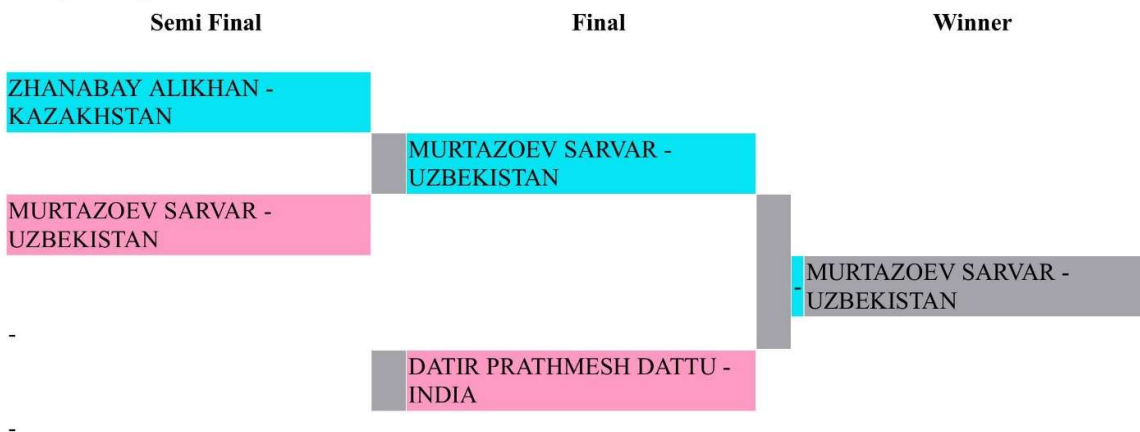 Semi Final
Final
Winner
ZHANABAY ALIKHAN -
KAZAKHSTAN
MURTAZOEV SARVAR -
UZBEKISTAN
MURTAZOEV SARVAR -
UZBEKISTAN
-
MURTAZOEV SARVAR -
UZBEKISTAN
-
DATIR PRATHMESH DATTU -
INDIA
-